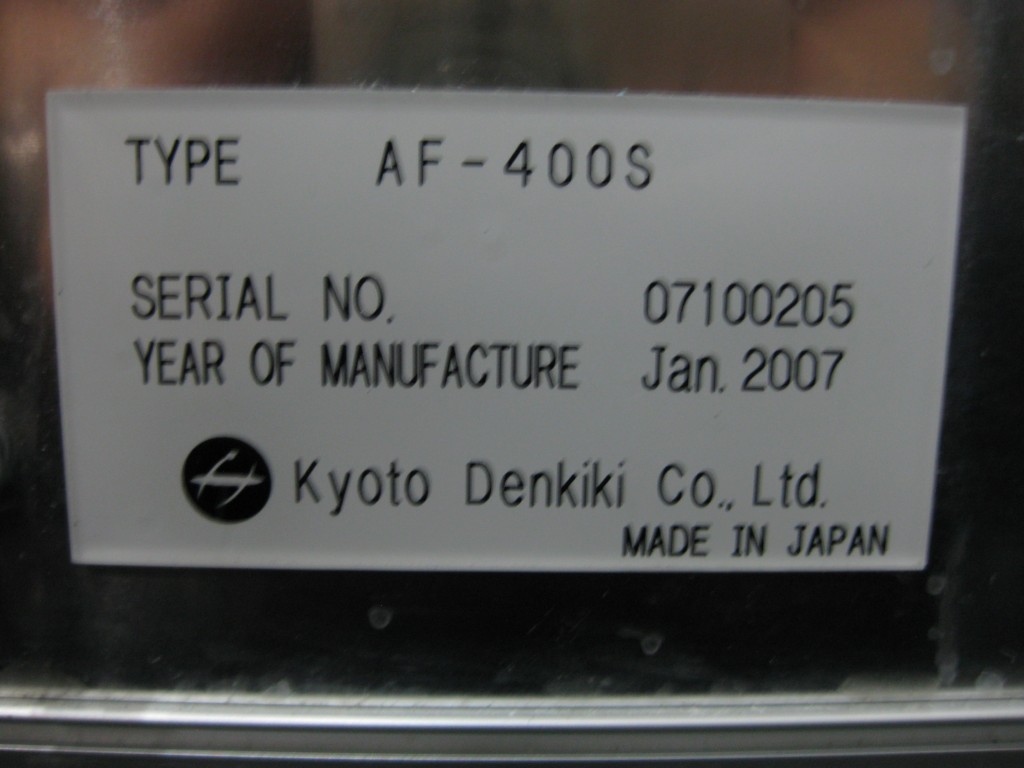 TYPE AF-400S
SERIAL NO. 07100205
YEAR OF MANUFACTURE Jan. 2007
Kyoto Denkiki Co., Ltd.
MADE IN JAPAN